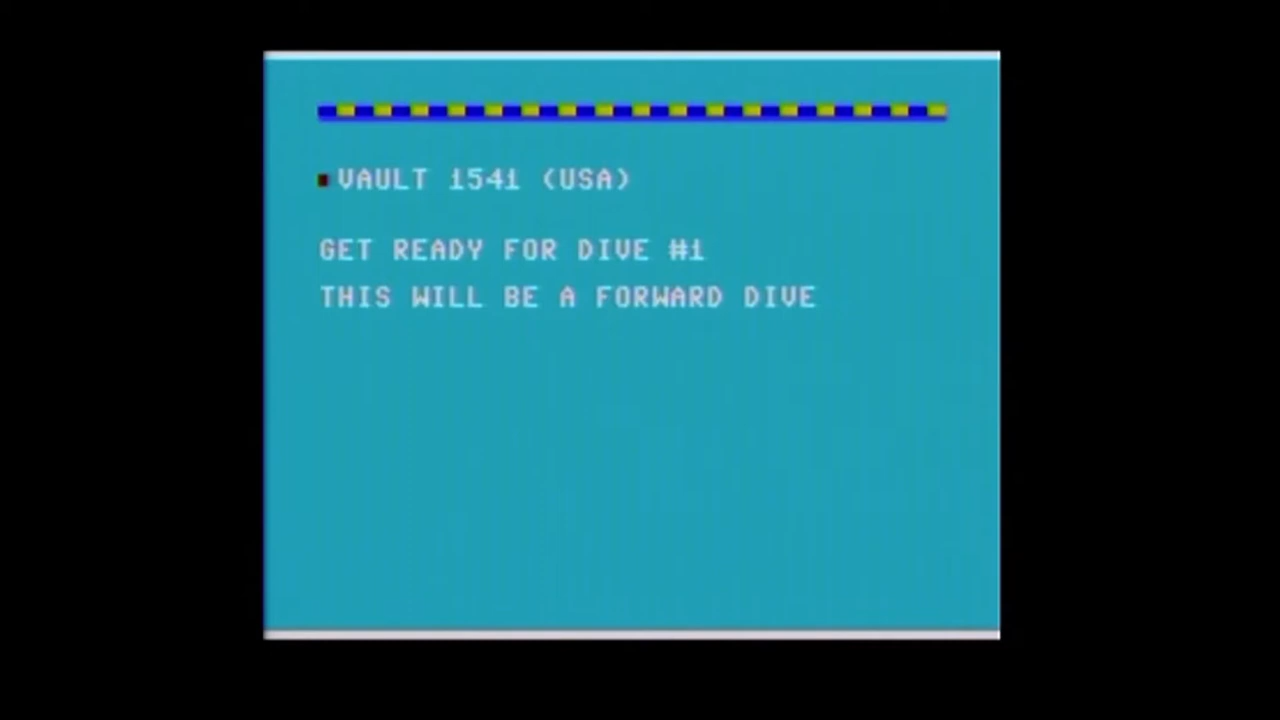 VAULT 1541 (USA)
GET READY FOR DIVE #1
THIS WILL BE A FORWARD DIVE